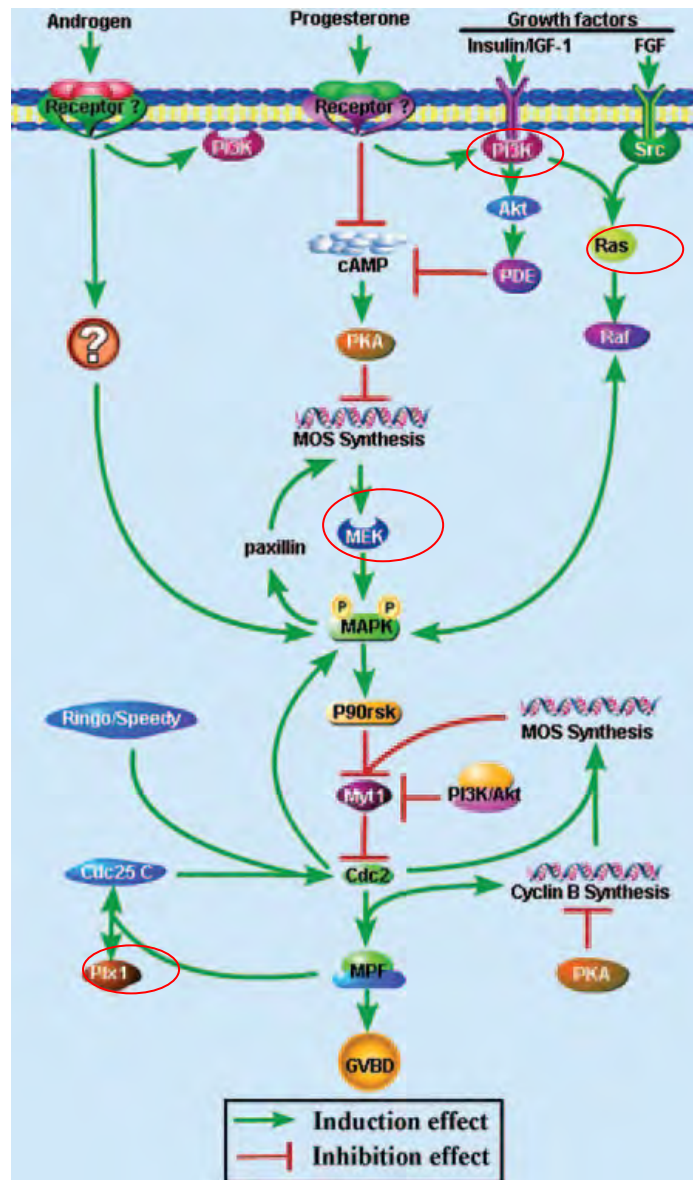 Androgen
Progesterone
Growth factors
Insulin/IGF-1
FGF
Receptor ?
Receptor ?
PI3K
PI3K
Src
Akt
Ras
cAMP
PDE
?
PKA
Raf
MOS Synthesis
paxillin
MEK
P P
MAPK
Ringo/Speedy
P90rsk
MOS Synthesis
Myt1
PI3K/Akt
Cdc25 C
Cdc2
Cyclin B Synthesis
Plx1
MPF
PKA
GVBD
Induction effect
Inhibition effect